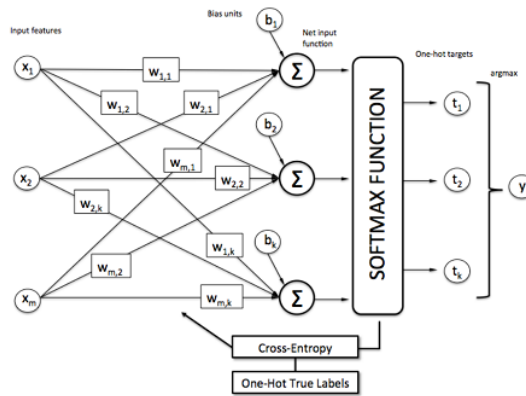 Input features
Bias units
Net input
function
One-hot targets
argmax
b1
b2
bk
x1
x2
xm
w1,1
w1,2
w2,1
wm,1
w2,2
w2,k
w1,k
wm,2
wm,k
Σ
Σ
Σ
SOFTMAX FUNCTION
t1
t2
tk
y
Cross-Entropy
One-Hot True Labels